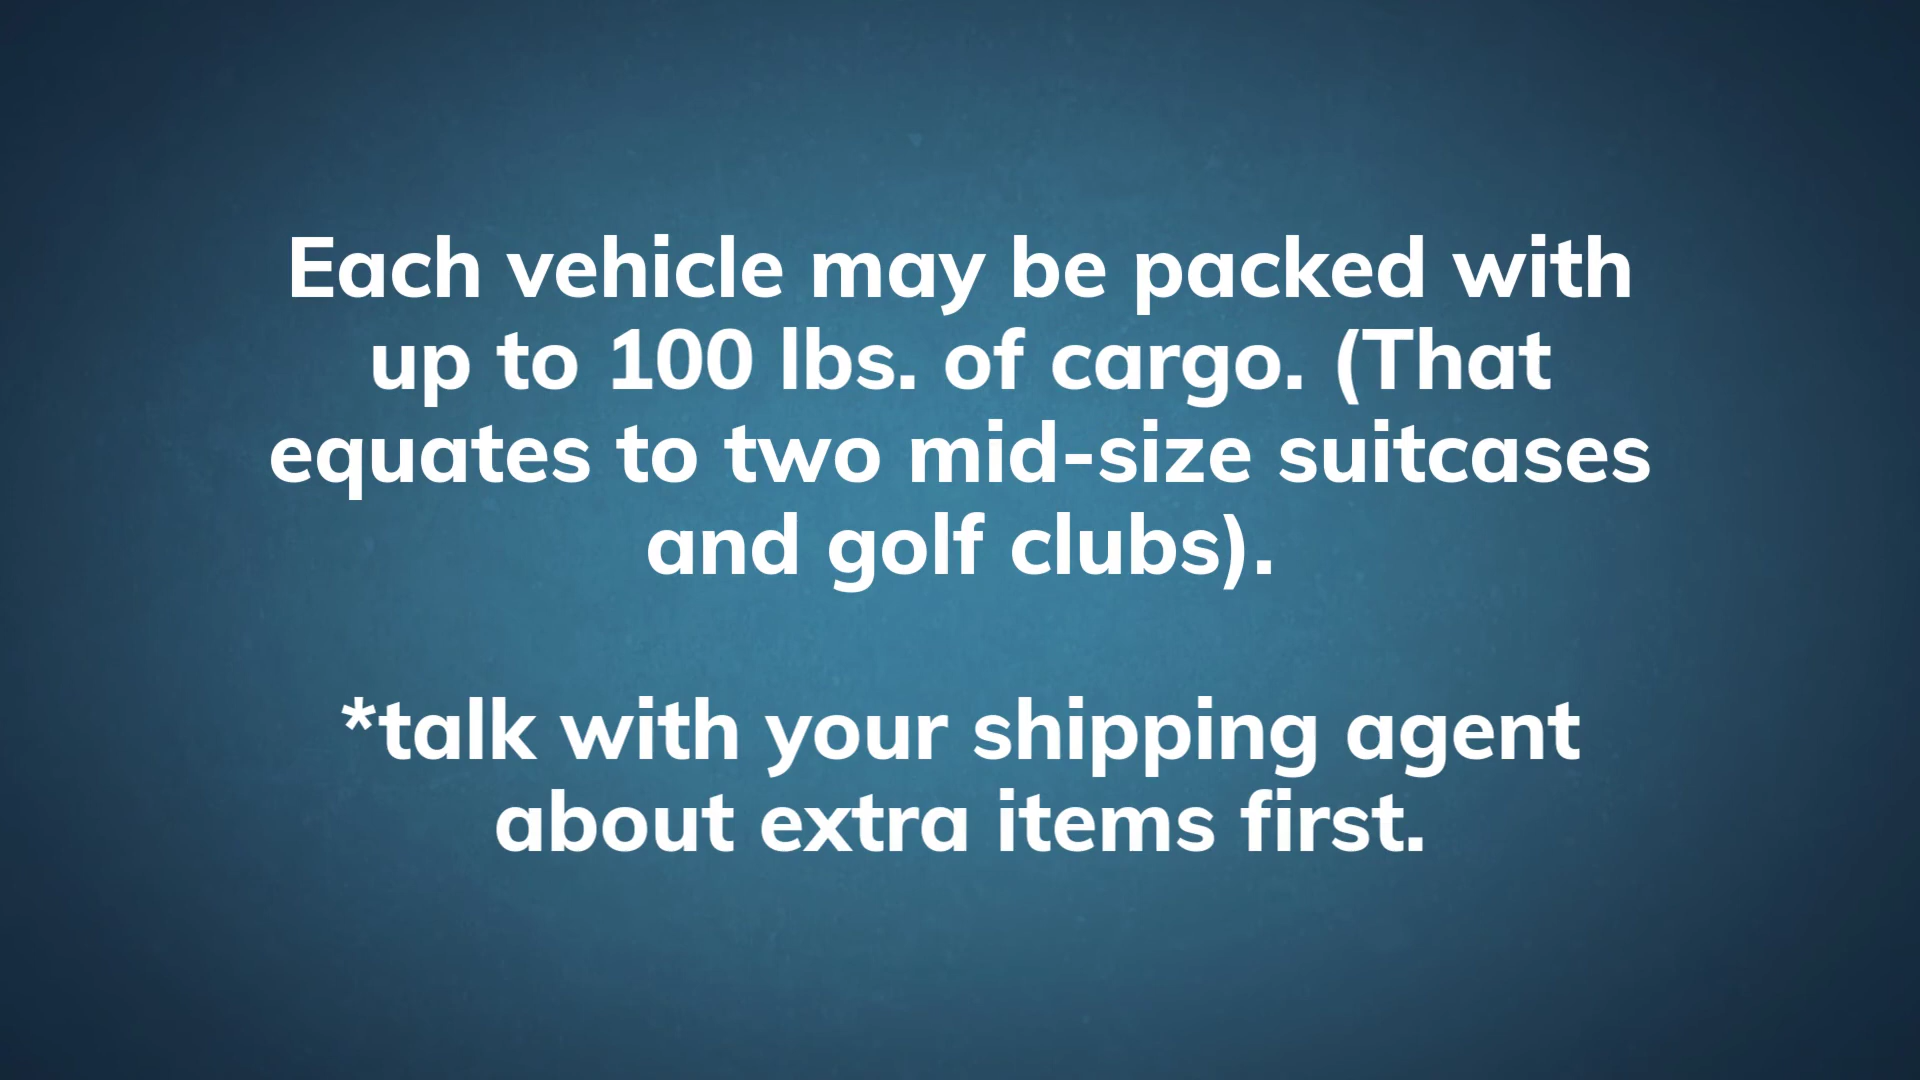 Each vehicle may be packed with
up to 100 lbs. of cargo. (That
equates to two mid-size suitcases
and golf clubs).
*talk with your shipping agent
about extra items first.